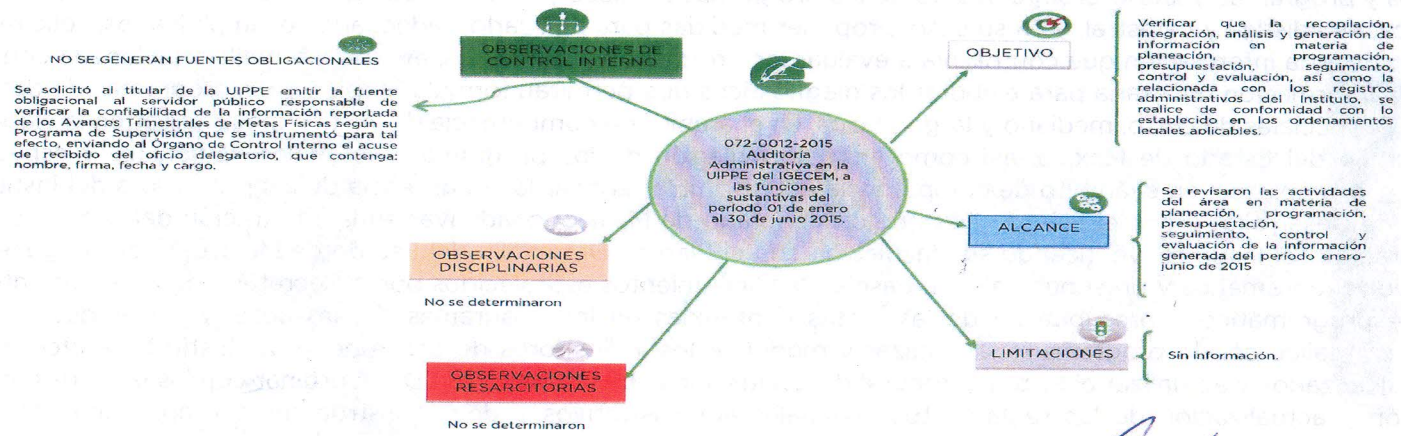 OBSERVACIONES DE
CONTROL INTERNO
NO SE GENERAN FUENTES OBLIGACIONALES
Se solicitó al titular de la UIPPE emitir la fuente
obligacional al servidor público responsable de
verificar la confiabilidad de la información reportada
de los Avances Trimestrales de Metas Físicas según su
Programa de Supervisión que se instrumentó para tal
efecto, enviando al Órgano de Control Interno el acuse
de recibido del oficio delegatorio, que contenga:
nombre, firma, fecha y cargo.
OBSERVACIONES
DISCIPLINARIAS
No se determinaron
OBSERVACIONES
RESARCITORIAS
No se determinaron
072-0012-2015
Auditoría
Administrativa en la
UIPPE del IGECEM, a
las funciones
sustantivas del
período 01 de enero
al 30 de junio 2015.
OBJETIVO
Verificar que la recopilación,
integración, análisis y generación de
información en materia de
planeación, programación,
presupuestación, seguimiento,
control y evaluación, así como la
relacionada con los registros
administrativos del Instituto, se
realice de conformidad con lo
establecido en los ordenamientos
legales aplicables.
ALCANCE
Se revisaron las actividades
del área en materia de
planeación, programación,
presupuestación,
seguimiento, control y
evaluación de la información
generada del período enero-
junio de 2015
LIMITACIONES
Sin información.